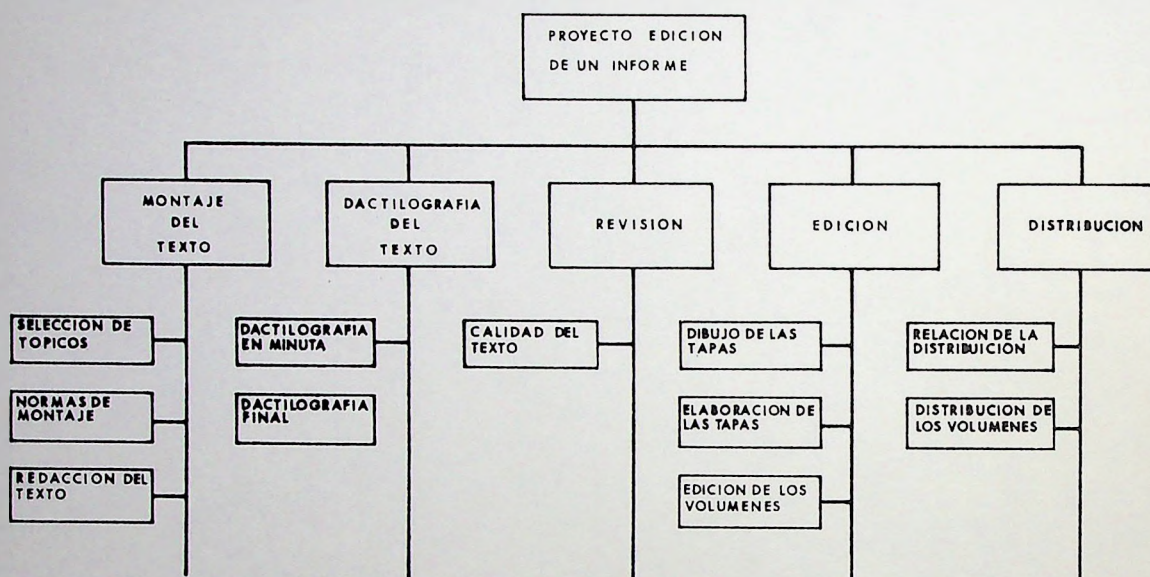 PROYECTO EDICION
DE UN INFORME
MONTAJE
DEL
TEXTO
DACTILOGRAFIA
DEL
TEXTO
REVISION
EDICION
DISTRIBUCION
SELECCION DE
TOPICOS
NORMAS DE
MONTAJE
REDACCION DEL
TEXTO
DACTILOGRAFIA
EN MINUTA
DACTILOGRAFIA
FINAL
CALIDAD DEL
TEXTO
DIBUJO DE LAS
TAPAS
ELABORACION DE
LAS TAPAS
EDICION DE LOS
VOLUMENES
RELACION DE LA
DISTRIBUICION
DISTRIBUCION DE
LOS VOLUMENES